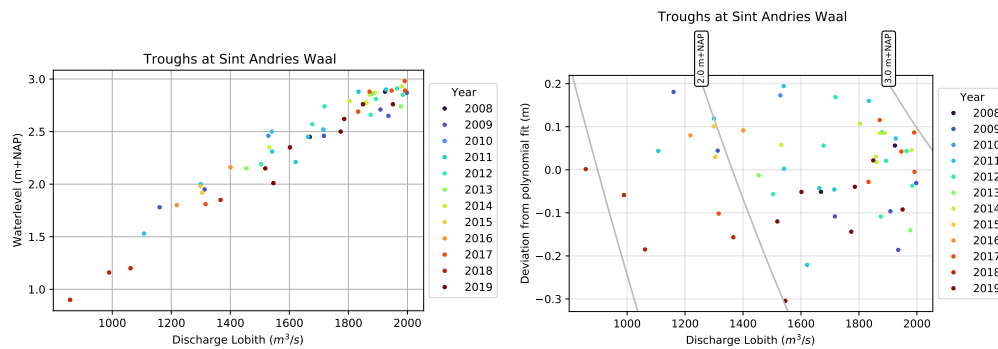 Troughs at Sint Andries Waal
Waterlevel (m+NAP)
3.0
2.5
2.0
1.5
1.0
1000 1200 1400 1600 1800 2000
Discharge Lobith (m³/s)
Year
2008
2009
2010
2011
2012
2013
2014
2015
2016
2017
2018
2019
Troughs at Sint Andries Waal
2.0 m+NAP
3.0 m+NAP
Deviation from polynomial fit (m)
0.2
0.1
0.0
−0.1
−0.2
−0.3
1000 1200 1400 1600 1800 2000
Discharge Lobith (m³/s)
Year
2008
2009
2010
2011
2012
2013
2014
2015
2016
2017
2018
2019